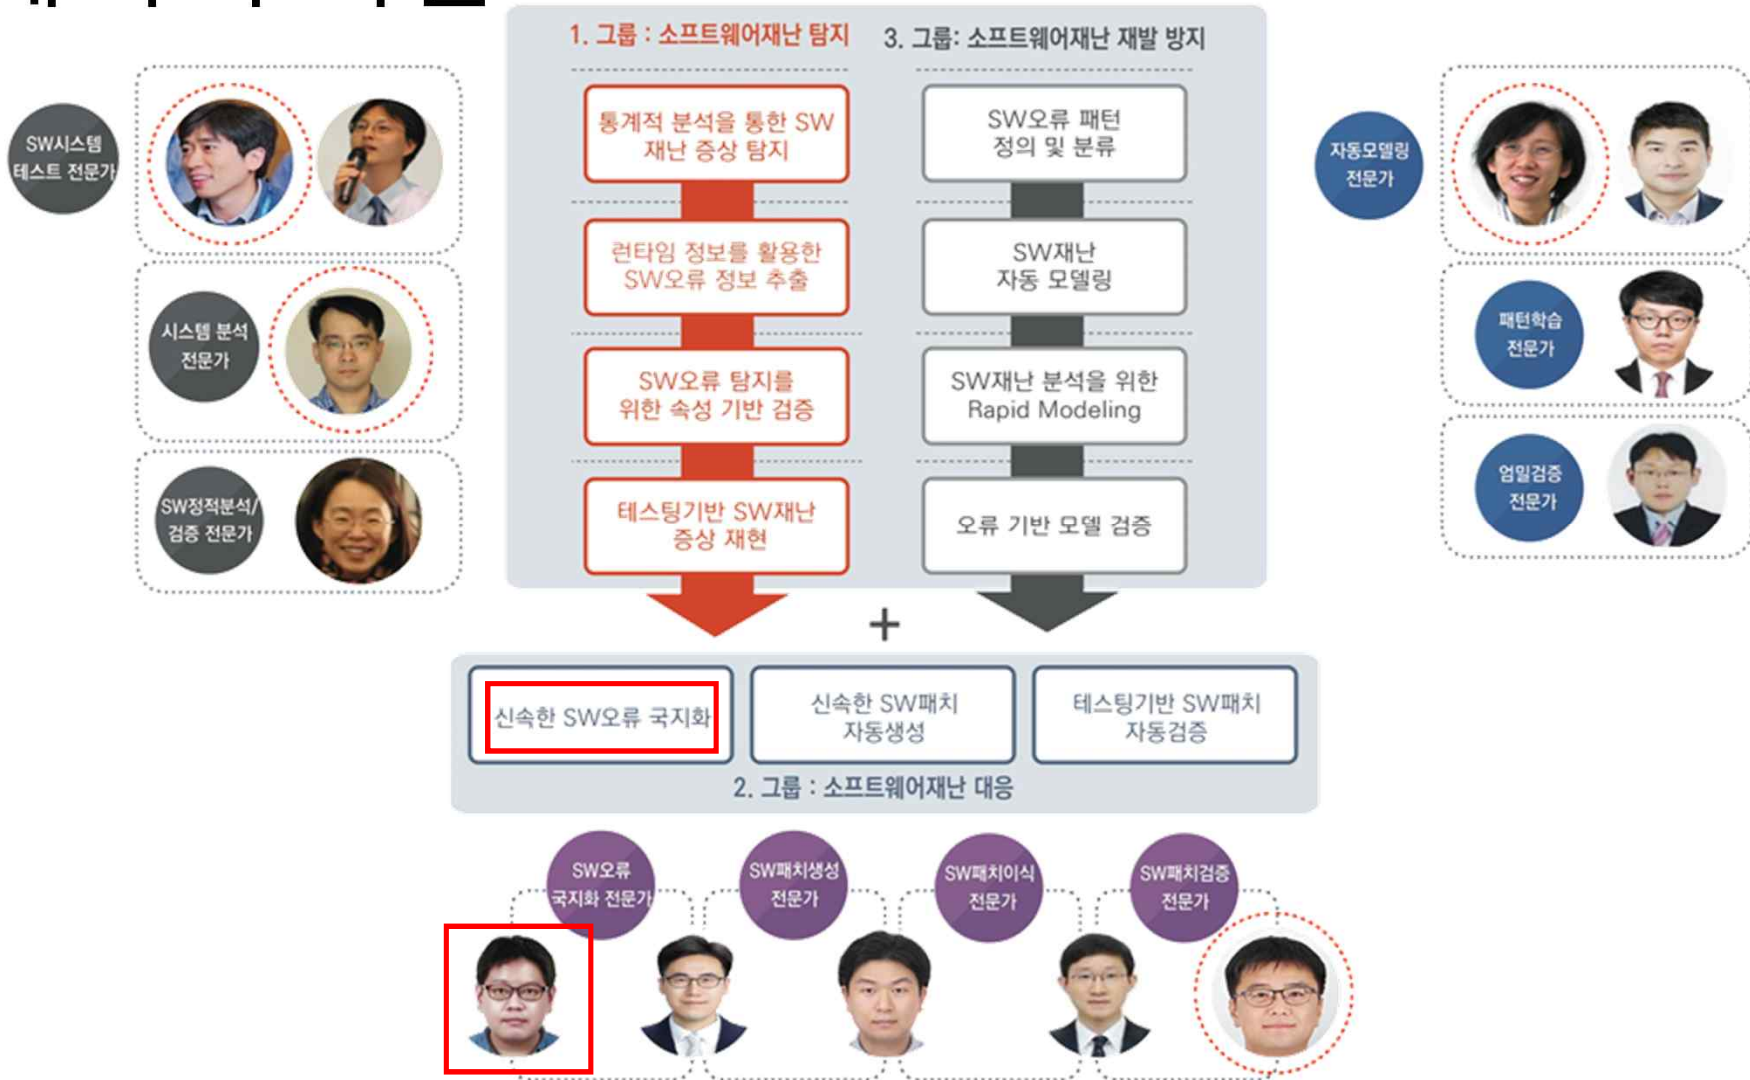 1. 그룹 : 소프트웨어재난 탐지
3. 그룹: 소프트웨어재난 재발 방지
SW시스템
테스트 전문가
시스템 분석
전문가
SW정적분석/
검증 전문가
통계적 분석을 통한 SW
재난 증상 탐지
런타임 정보를 활용한
SW오류 정보 추출
SW오류 탐지를
위한 속성 기반 검증
테스팅기반 SW재난
증상 재현
SW오류 패턴
정의 및 분류
SW재난
자동 모델링
SW재난 분석을 위한
Rapid Modeling
오류 기반 모델 검증
자동모델링
전문가
패턴학습
전문가
엄밀검증
전문가
+
신속한 SW오류 국지화
신속한 SW패치
자동생성
테스팅기반 SW패치
자동검증
2. 그룹 : 소프트웨어재난 대응
SW오류
국지화 전문가
SW패치생성
전문가
SW패치이식
전문가
SW패치검증
전문가